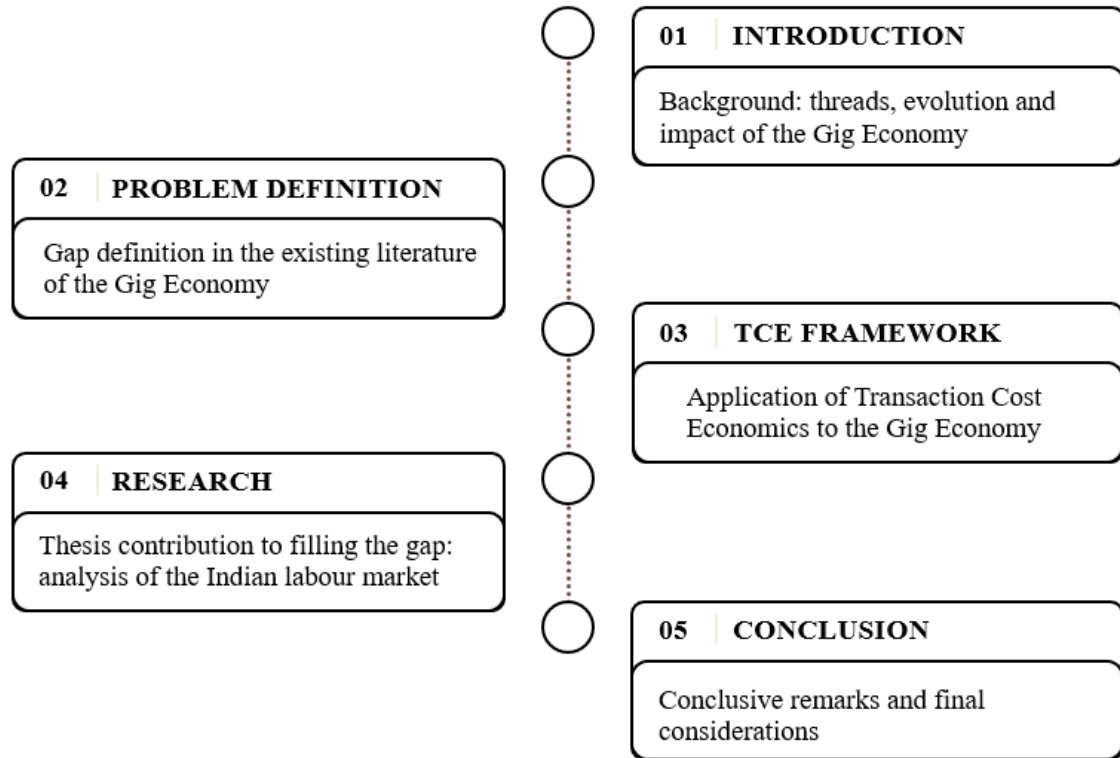 01 INTRODUCTION
Background: threads, evolution and
impact of the Gig Economy
02 PROBLEM DEFINITION
Gap definition in the existing literature
of the Gig Economy
03 TCE FRAMEWORK
Application of Transaction Cost
Economics to the Gig Economy
04 RESEARCH
Thesis contribution to filling the gap:
analysis of the Indian labour market
05 CONCLUSION
Conclusive remarks and final
considerations